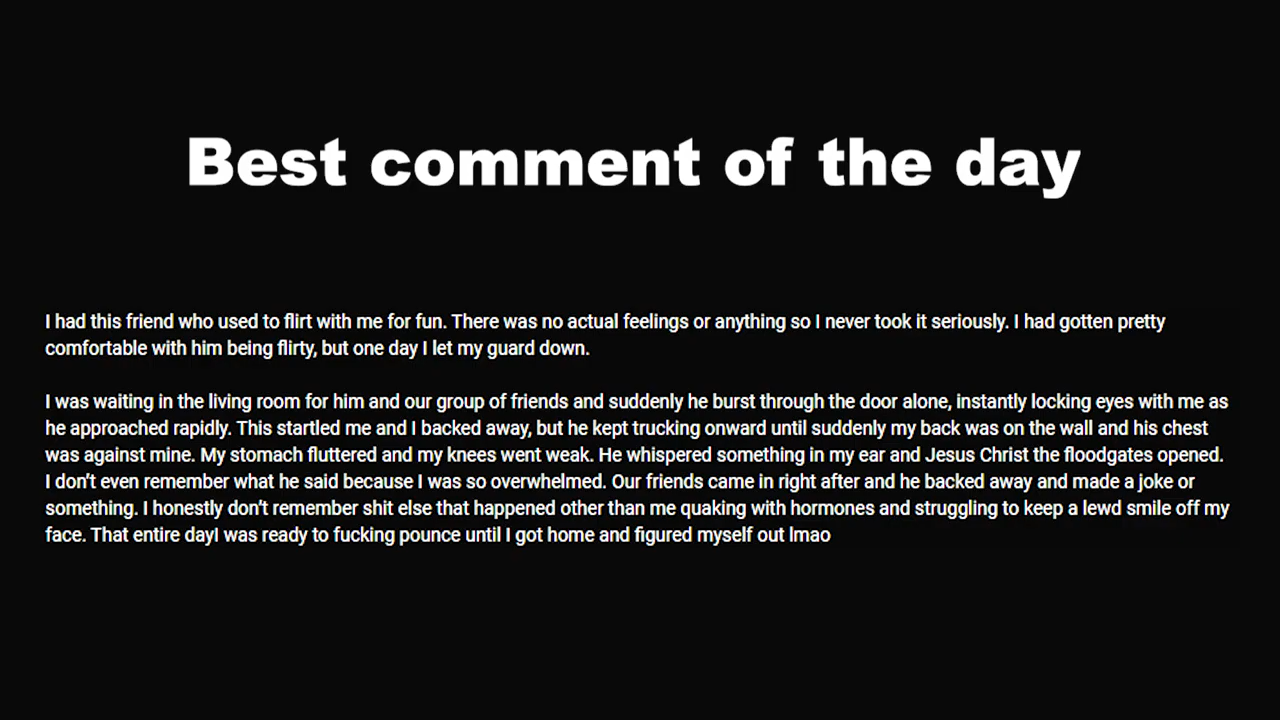 Best comment of the day
I had this friend who used to flirt with me for fun. There was no actual feelings or anything so I never took it seriously. I had gotten pretty
comfortable with him being flirty, but one day I let my guard down.
I was waiting in the living room for him and our group of friends and suddenly he burst through the door alone, instantly locking eyes with me as
he approached rapidly. This startled me and I backed away, but he kept trucking onward until suddenly my back was on the wall and his chest
was against mine. My stomach fluttered and my knees went weak. He whispered something in my ear and Jesus Christ the floodgates opened.
I don't even remember what he said because I was so overwhelmed. Our friends came in right after and he backed away and made a joke or
something. I honestly don't remember shit else that happened other than me quaking with hormones and struggling to keep a lewd smile off my
face. That entire dayI was ready to fucking pounce until I got home and figured myself out lmao